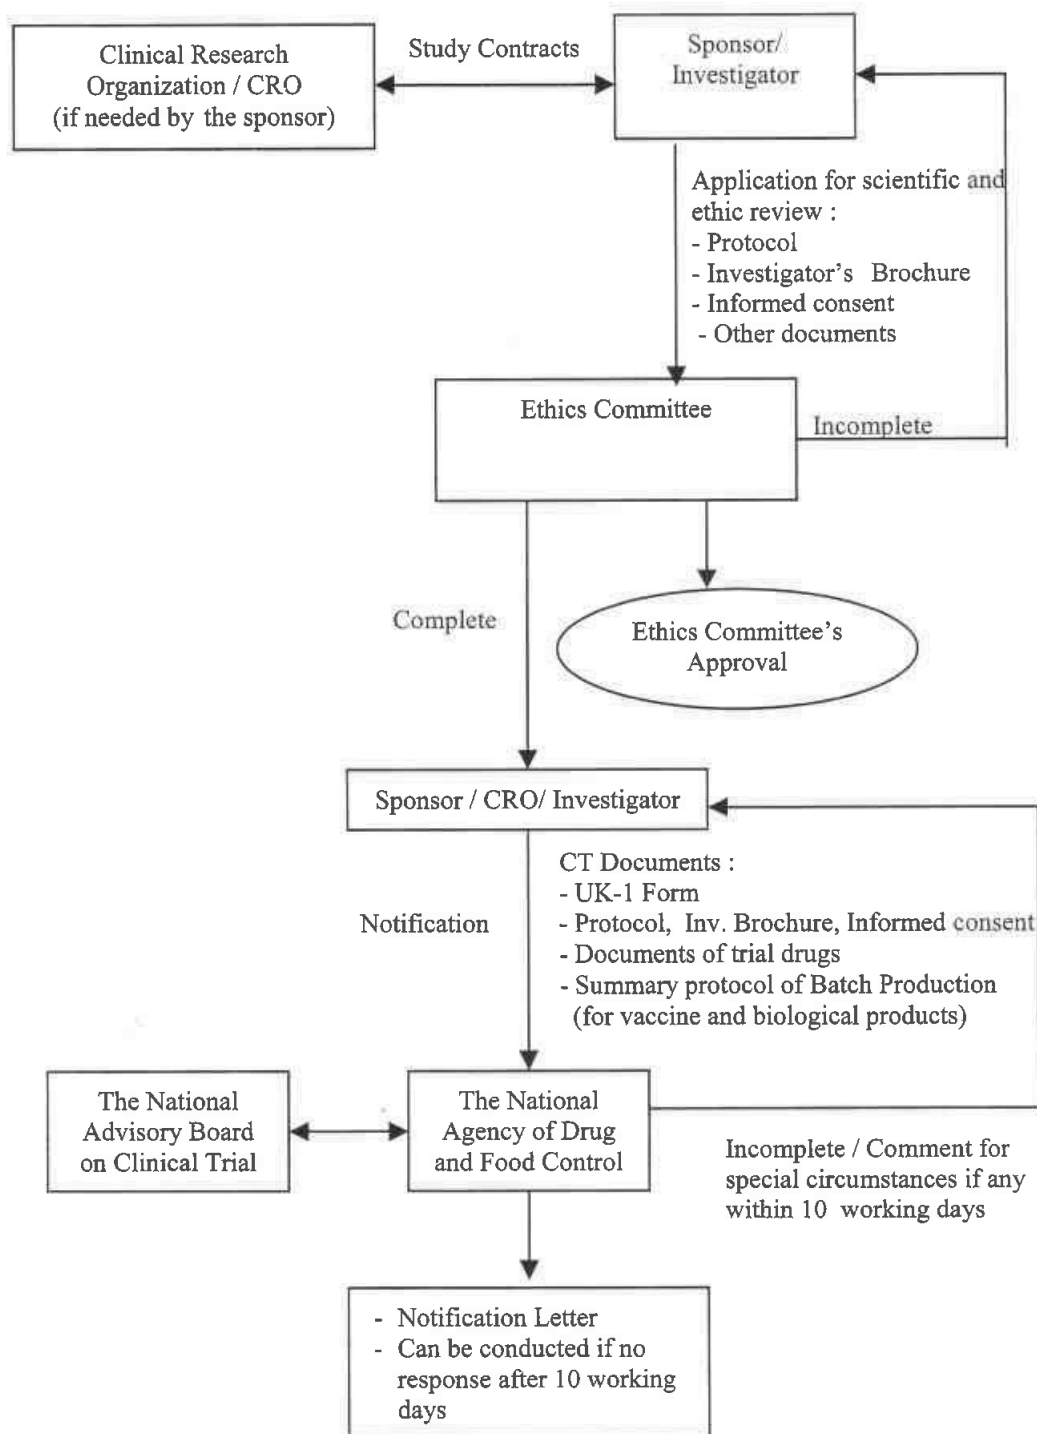 Clinical Research
Organization / CRO
(if needed by the sponsor)
Study Contracts
Sponsor/
Investigator
Application for scientific and
ethic review :
- Protocol
- Investigator's Brochure
- Informed consent
- Other documents
Ethics Committee
Incomplete
Complete
Ethics Committee's
Approval
Sponsor / CRO/ Investigator
Notification
CT Documents :
- UK-1 Form
- Protocol, Inv. Brochure, Informed consent
- Documents of trial drugs
- Summary protocol of Batch Production
(for vaccine and biological products)
The National
Advisory Board
on Clinical Trial
The National
Agency of Drug
and Food Control
Incomplete / Comment for
special circumstances if any
within 10 working days
- Notification Letter
- Can be conducted if no
response after 10 working
days